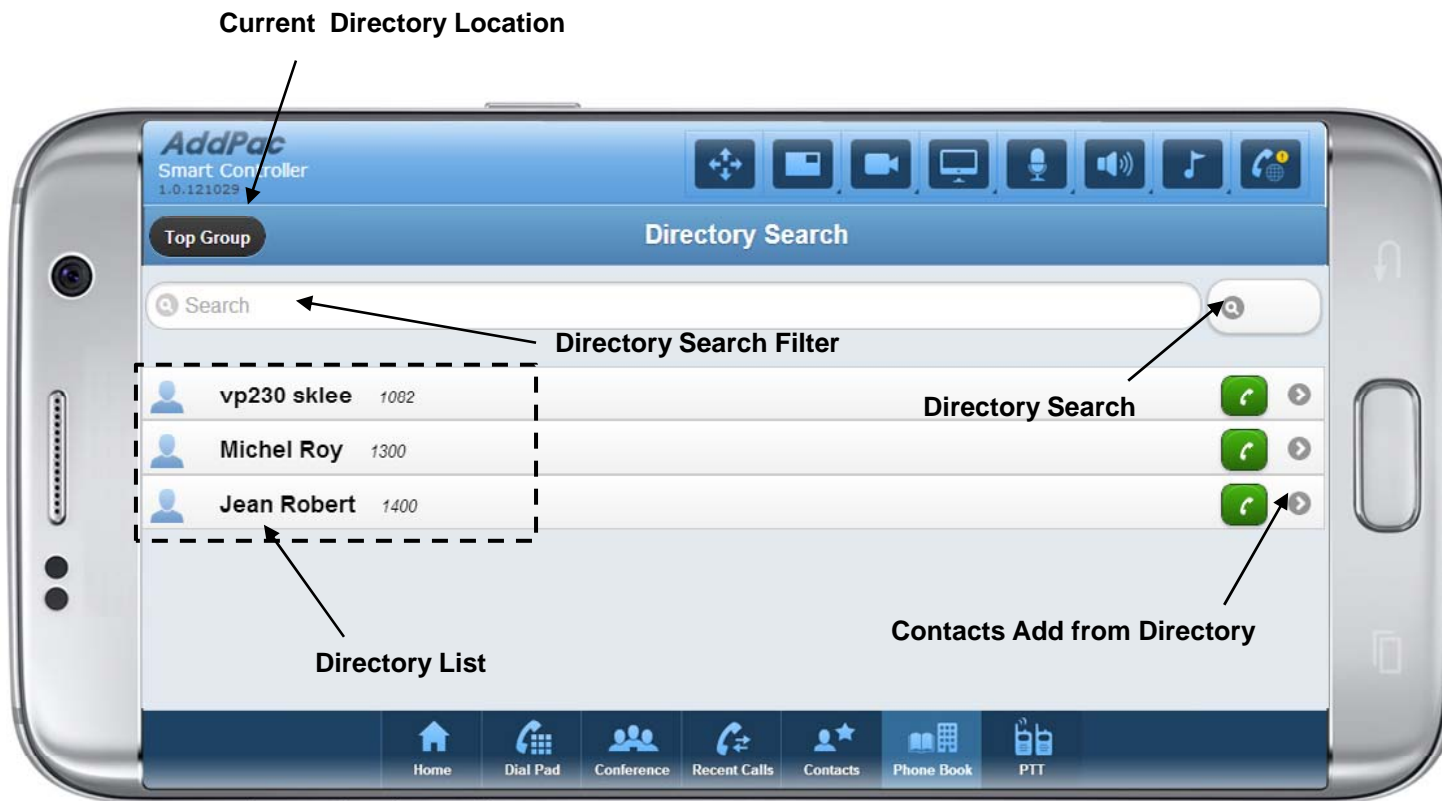 Current Directory Location
AddPac
Smart Controller
1.0.121029
Top Group
Directory Search
Search
Directory Search Filter
vp230 sklee 1082
Directory Search
Michel Roy 1300
Jean Robert 1400
Contacts Add from Directory
Directory List
Home
Dial Pad
Conference
Recent Calls
Contacts
Phone Book
PTT